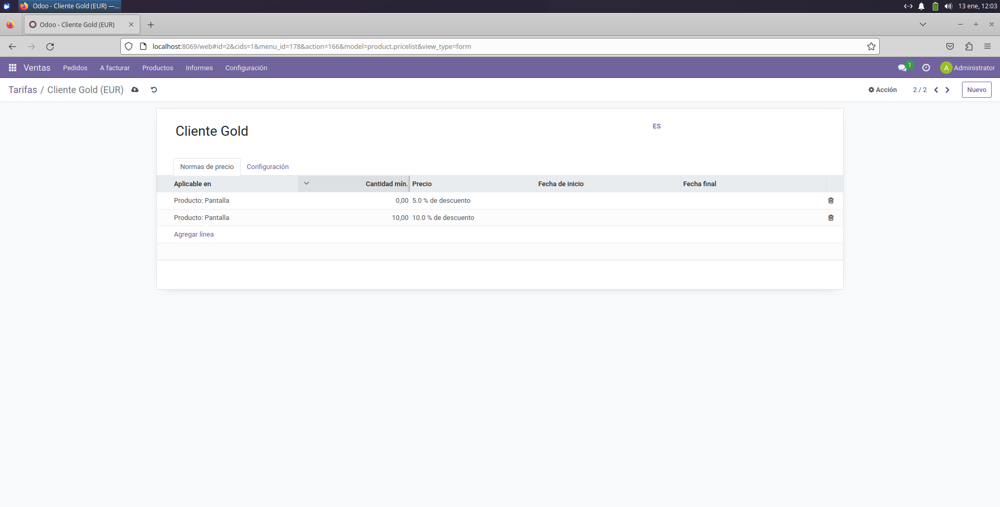 Odoo - Cliente Gold (EUR) —...
13 ene, 12:03
Odoo - Cliente Gold (EUR)
localhost:8069/web#id=2&cids=1&menu_id=178&action=166&model=product.pricelist&view_type=form
Ventas Pedidos A facturar Productos Informes Configuración
1 A Administrator
Tarifas / Cliente Gold (EUR)
Acción 2 / 2 Nuevo
Cliente Gold
ES
Normas de precio Configuración
Aplicable en Cantidad mín. Precio Fecha de inicio Fecha final
Producto: Pantalla 0,00 5.0 % de descuento
Producto: Pantalla 10,00 10.0 % de descuento
Agregar línea